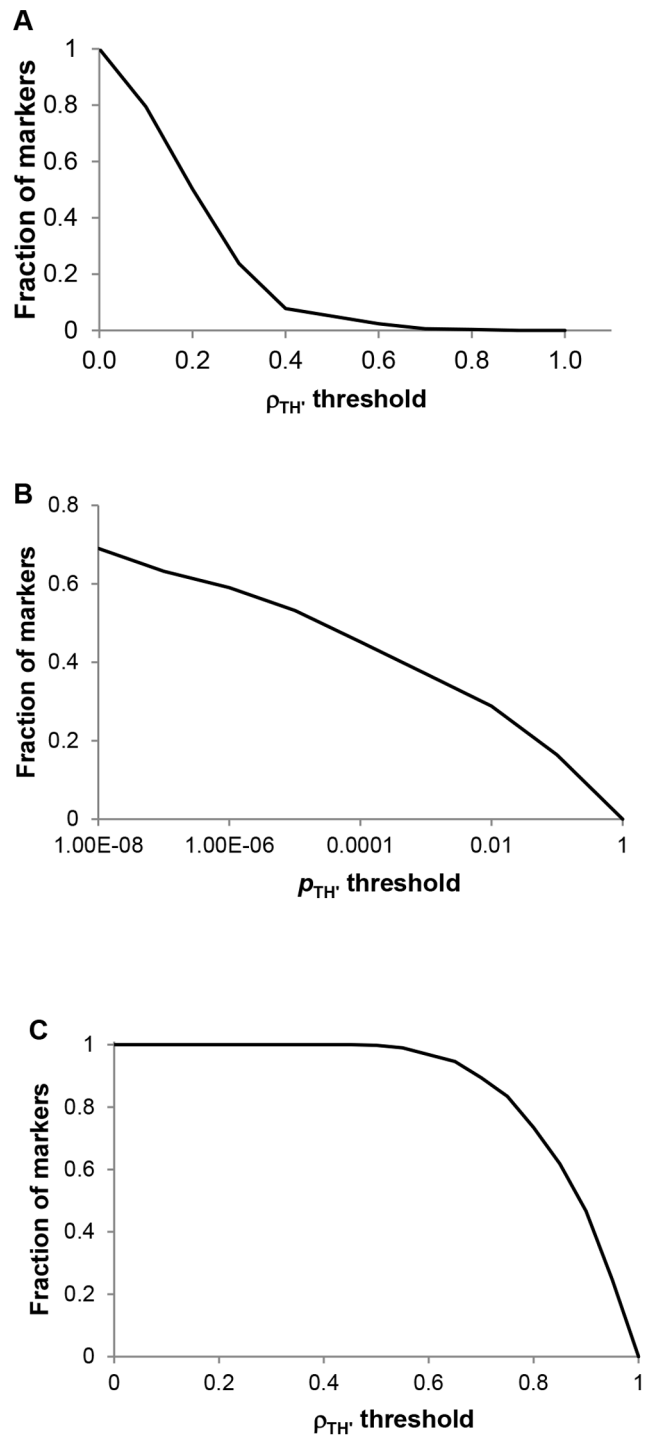 A
Fraction of markers
1
0.8
0.6
0.4
0.2
0
0.0 0.2 0.4 0.6 0.8 1.0
ρTH' threshold
B
Fraction of markers
0.8
0.6
0.4
0.2
0
1.00E-08 1.00E-06 0.0001 0.01 1
pTH' threshold
C
Fraction of markers
1
0.8
0.6
0.4
0.2
0
0 0.2 0.4 0.6 0.8 1
ρTH' threshold